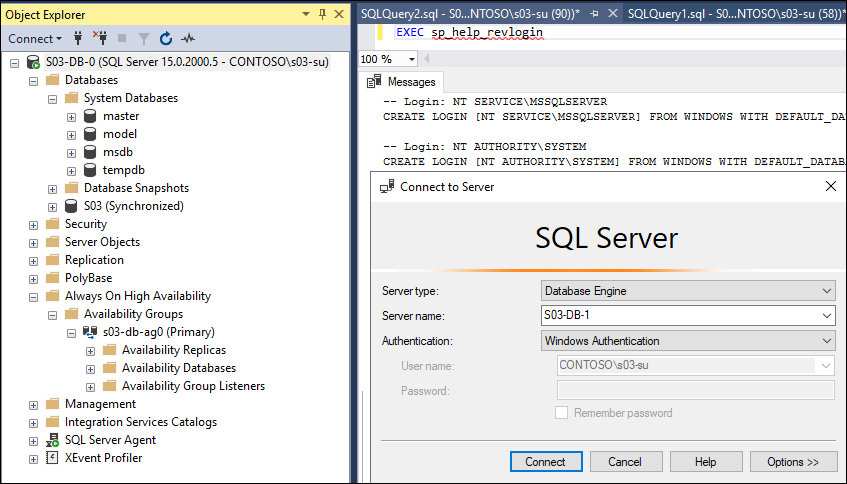 Object Explorer
Connect
S03-DB-0 (SQL Server 15.0.2000.5 - CONTOSO\s03-su)
Databases
System Databases
master
model
msdb
tempdb
Database Snapshots
S03 (Synchronized)
Security
Server Objects
Replication
PolyBase
Always On High Availability
Availability Groups
s03-db-ag0 (Primary)
Availability Replicas
Availability Databases
Availability Group Listeners
Management
Integration Services Catalogs
SQL Server Agent
XEvent Profiler
SQLQuery2.sql - S0...NTOSO\s03-su (90))* SQLQuery1.sql - S0...NTOSO\s03-su (58))*
EXEC sp_help_revlogin
100 %
Messages
-- Login: NT SERVICE\MSSQLSERVER
CREATE LOGIN [NT SERVICE\MSSQLSERVER] FROM WINDOWS WITH DEFAULT_DA
-- Login: NT AUTHORITY\SYSTEM
CREATE LOGIN [NT AUTHORITY\SYSTEM] FROM WINDOWS WITH DEFAULT_DATAB
Connect to Server
SQL Server
Server type: Database Engine
Server name: S03-DB-1
Authentication: Windows Authentication
User name: CONTOSO\s03-su
Password:
Remember password
Connect Cancel Help Options >>